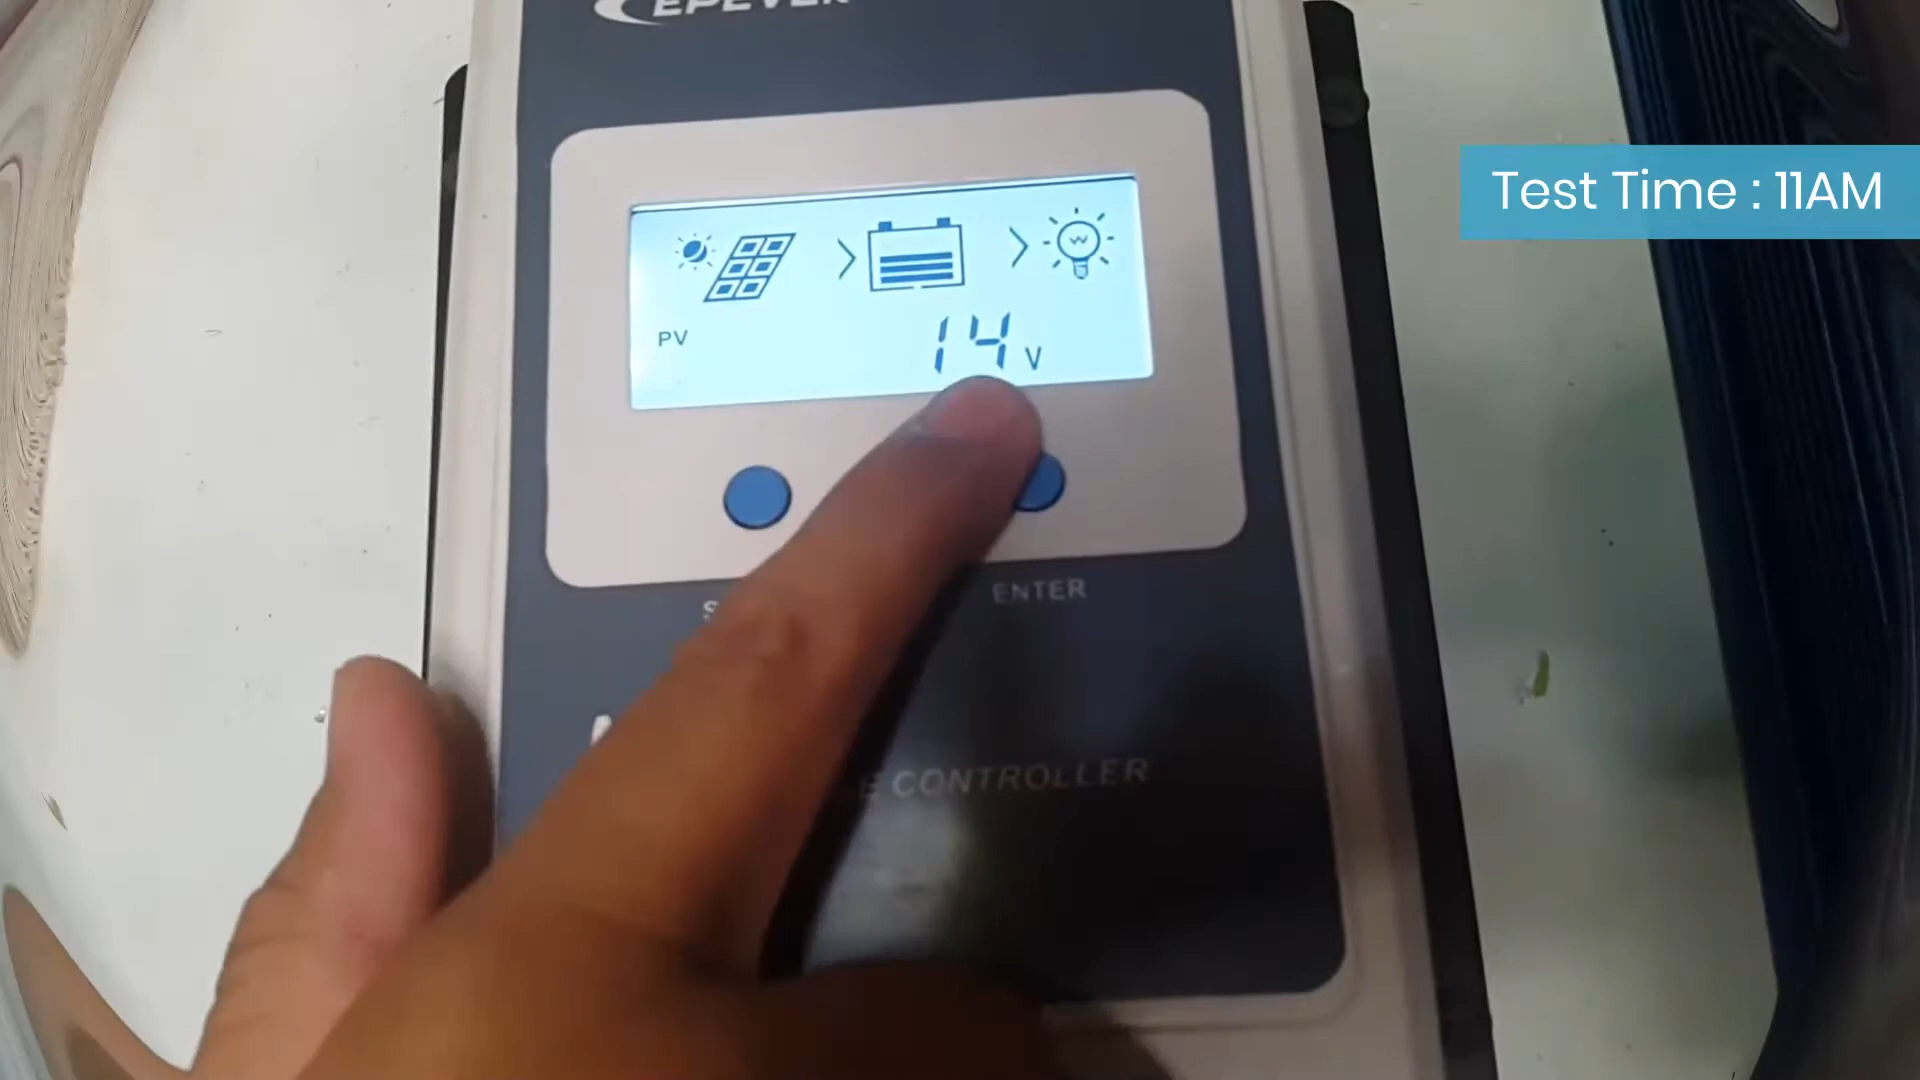 EPEVER
Test Time : 11AM
PV
14 V
ENTER
CONTROLLER